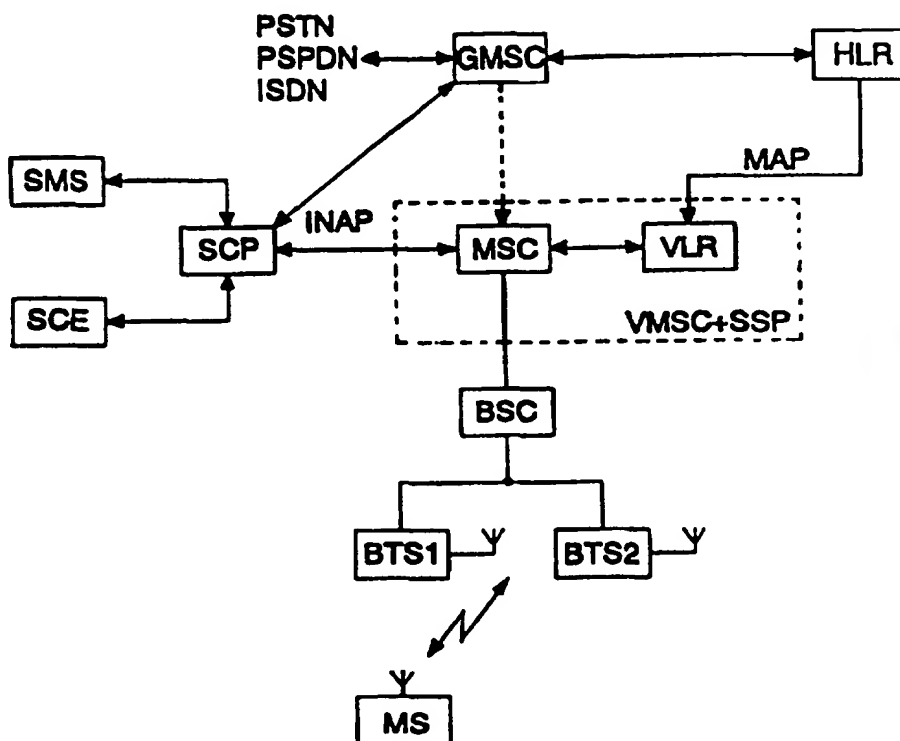 PSTN
PSPDN
ISDN
GMSC
HLR
MAP
SMS
INAP
SCP
MSC
VLR
SCE
VMSC+SSP
BSC
BTS1
BTS2
MS